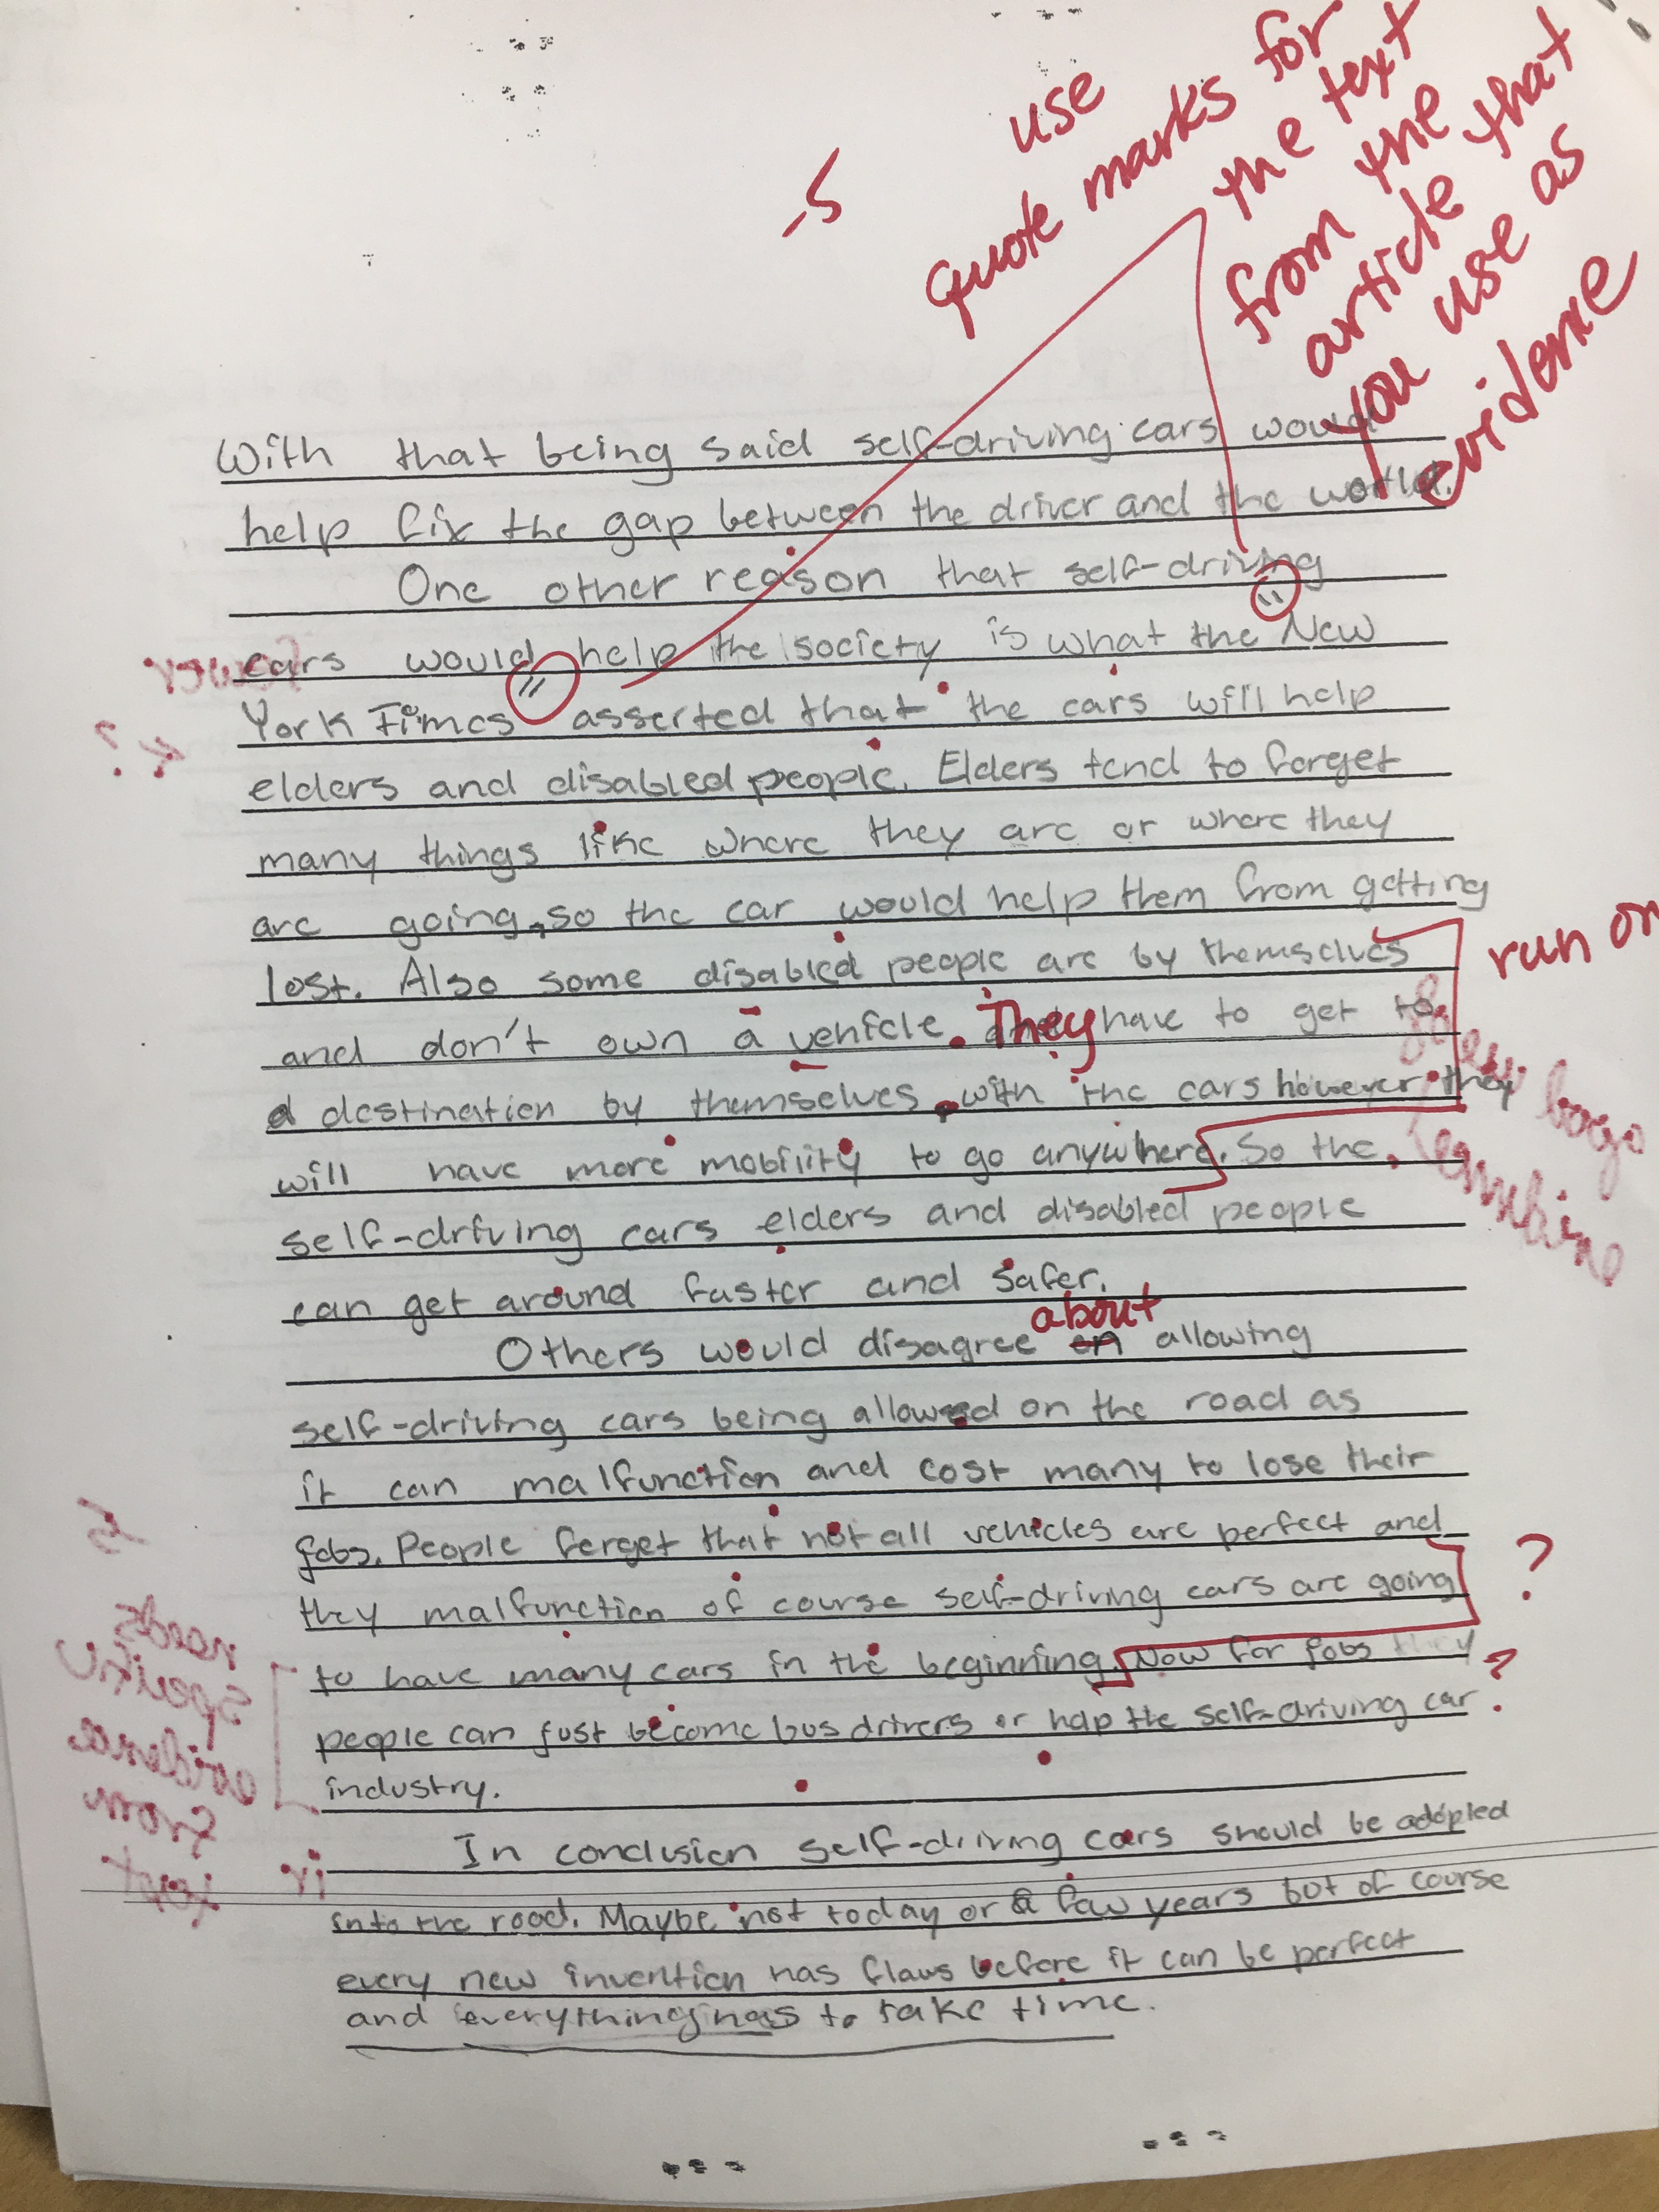 -5
use
quote marks for
the text
from the
article that
you use as
evidence
With that being said self-driving cars would
help fix the gap between the driver and the world.
One other reason that self-driving
cars would help the society is what the New
York Times " asserted that "the cars will help
elders and disabled people. Elders tend to forget
many things like where they are or where they
are going, so the car would help them from getting
lost. Also some disabled people are by themselves
run on
and don't own a vehicle. They have to get to
a destination by themselves, with the cars however they
will have more mobility to go anywhere. So the
self-driving cars elders and disabled people
can get around faster and safer.
about
Others would disagree on allowing
self-driving cars being allowed on the road as
it can malfunction and cost many to lose their
jobs. People forget that not all vehicles are perfect and
?
they malfunction of course self-driving cars are going
to have many cars in the beginning. Now for jobs they
?
people can just become bus drivers or help the self-driving car
industry.
In conclusion self-driving cars should be adopted
into the road. Maybe not today or a few years but of course
every new invention has flaws before it can be perfect
and everything has to take time.
needs
specific
evidence
from
text